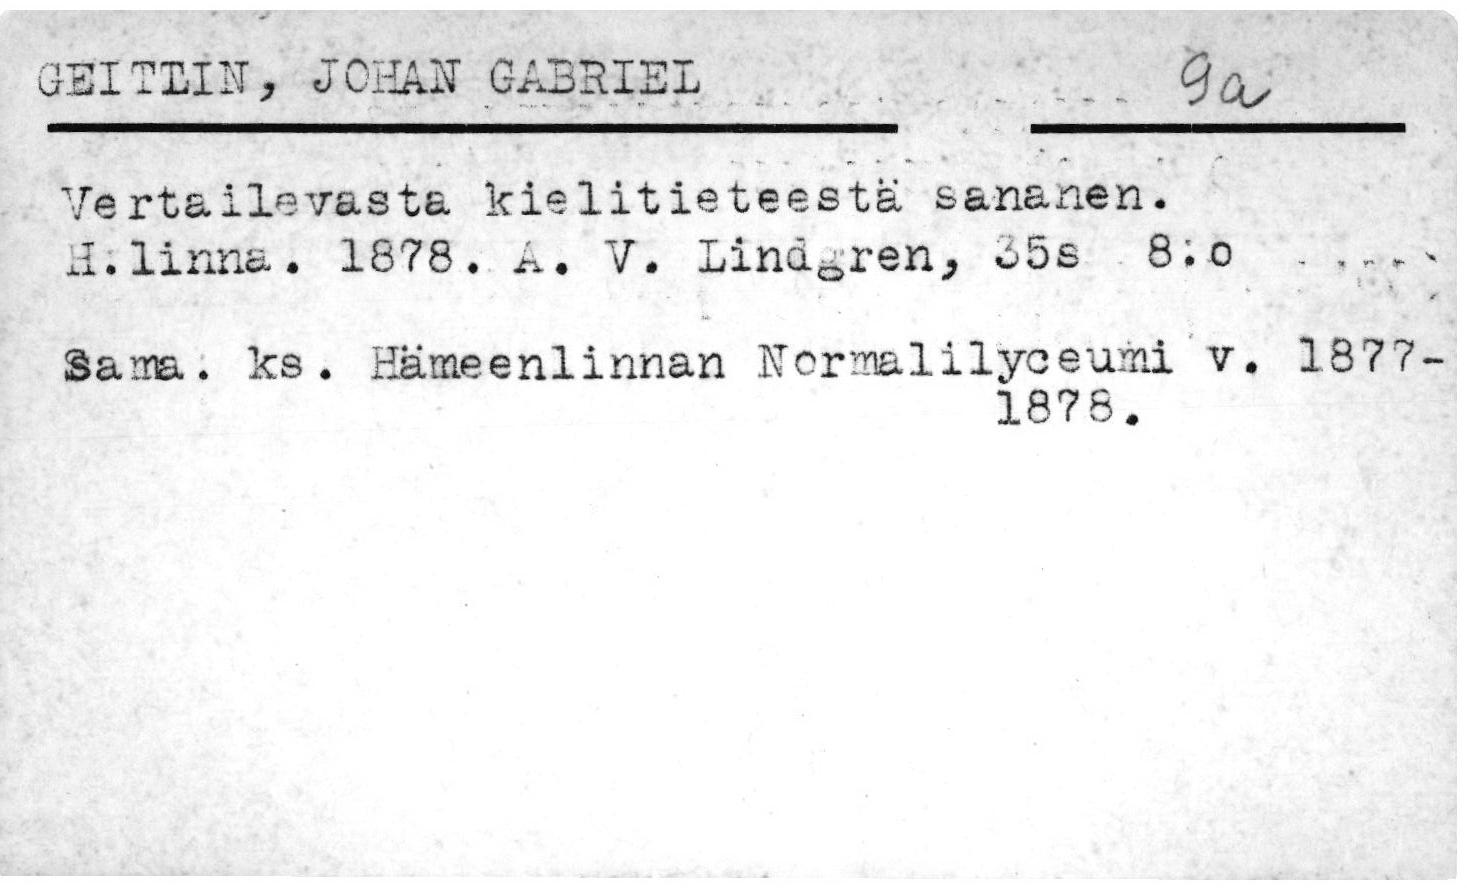 GEITLIN, JOHAN GABRIEL 9a
Vertailevasta kielitieteestä sananen.
H:linna. 1878. A. V. Lindgren, 35s 8:o
Sama. ks. Hämeenlinnan Normalilyceumi v. 1877-
1878.